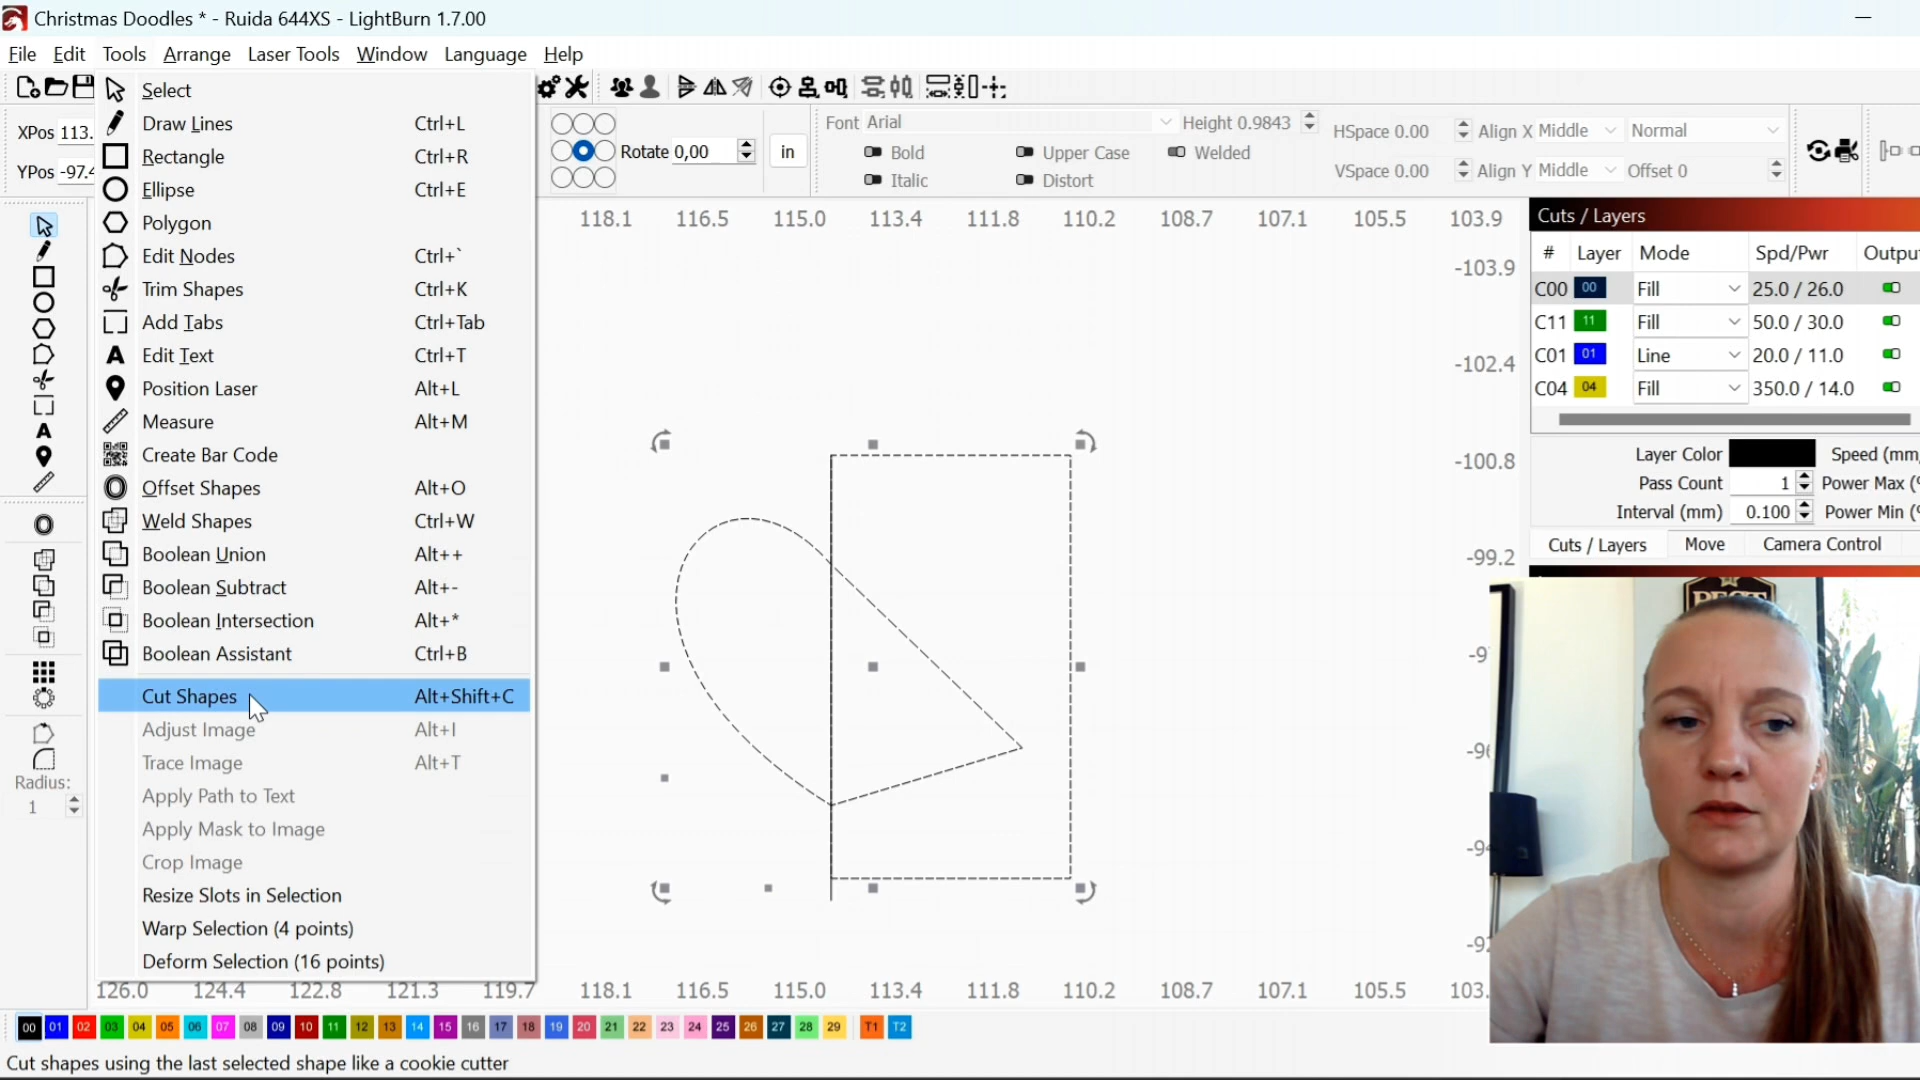 Christmas Doodles * - Ruida 644XS - LightBurn 1.7.00
File Edit Tools Arrange Laser Tools Window Language Help
Select
Draw Lines Ctrl+L
Rectangle Ctrl+R
Ellipse Ctrl+E
Polygon
Edit Nodes Ctrl+`
Trim Shapes Ctrl+K
Add Tabs Ctrl+Tab
Edit Text Ctrl+T
Position Laser Alt+L
Measure Alt+M
Create Bar Code
Offset Shapes Alt+O
Weld Shapes Ctrl+W
Boolean Union Alt++
Boolean Subtract Alt+-
Boolean Intersection Alt+*
Boolean Assistant Ctrl+B
Cut Shapes Alt+Shift+C
Adjust Image Alt+I
Trace Image Alt+T
Apply Path to Text
Apply Mask to Image
Crop Image
Resize Slots in Selection
Warp Selection (4 points)
Deform Selection (16 points)
XPos 113.
YPos -97.4
Radius:
1
Rotate 0,00 in
Font Arial Height 0.9843 HSpace 0.00 Align X Middle Normal
Bold Upper Case Welded
Italic Distort VSpace 0.00 Align Y Middle Offset 0
118.1 116.5 115.0 113.4 111.8 110.2 108.7 107.1 105.5 103.9
-103.9
-102.4
-100.8
-99.2
-9
-9
-9
-92
Cuts / Layers
# Layer Mode Spd/Pwr Outpu
C00 00 Fill 25.0 / 26.0
C11 11 Fill 50.0 / 30.0
C01 01 Line 20.0 / 11.0
C04 04 Fill 350.0 / 14.0
Layer Color Speed (mm
Pass Count 1 Power Max (
Interval (mm) 0.100 Power Min (
Cuts / Layers Move Camera Control
BEST
126.0 124.4 122.8 121.3 119.7 118.1 116.5 115.0 113.4 111.8 110.2 108.7 107.1 105.5 103.
00 01 02 03 04 05 06 07 08 09 10 11 12 13 14 15 16 17 18 19 20 21 22 23 24 25 26 27 28 29 T1 T2
Cut shapes using the last selected shape like a cookie cutter